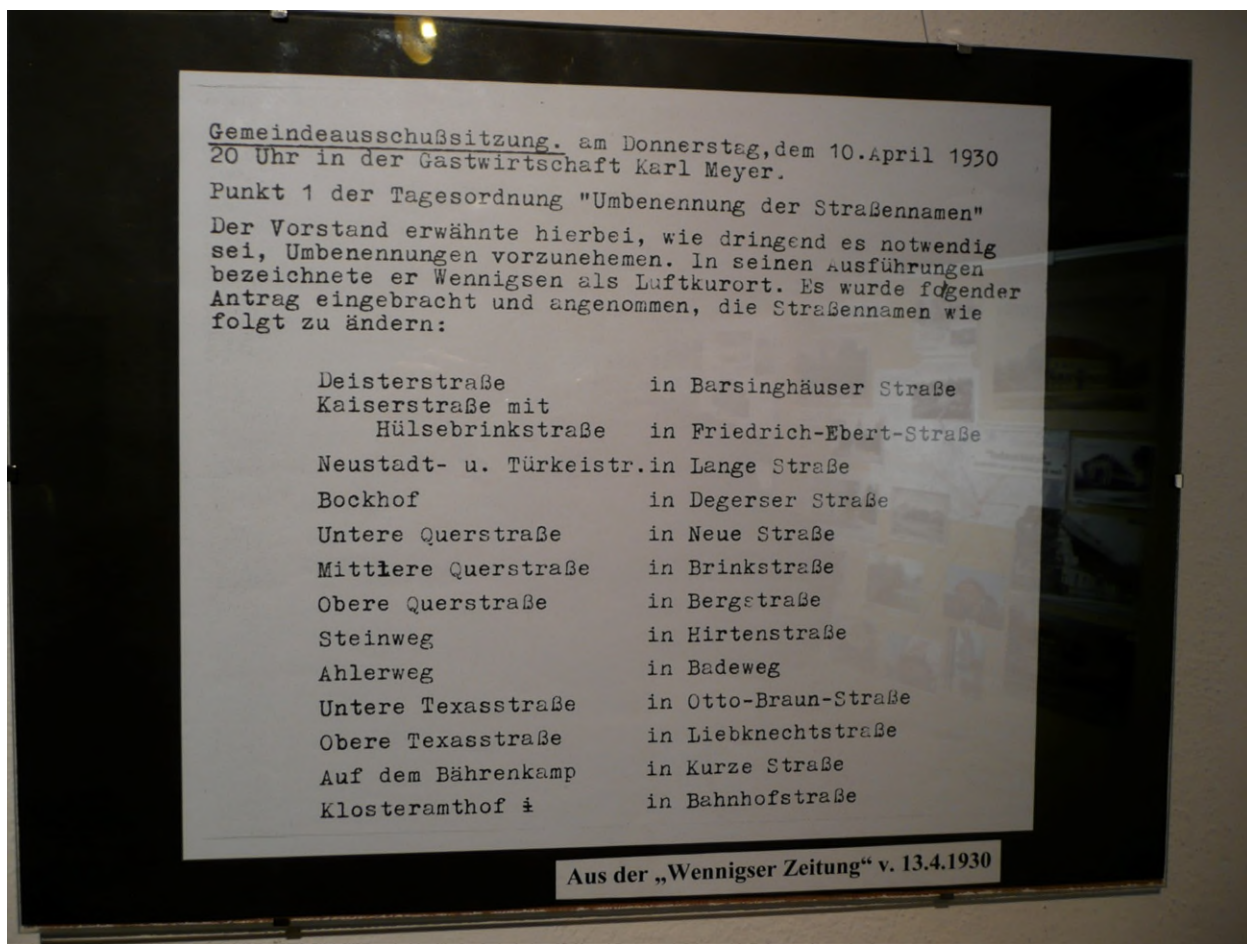 Gemeindeausschußsitzung. am Donnerstag,dem 10.April 1930
20 Uhr in der Gastwirtschaft Karl Meyer.
Punkt 1 der Tagesordnung "Umbenennung der Straßennamen"
Der Vorstand erwähnte hierbei, wie dringend es notwendig
sei, Umbenennungen vorzunehemen. In seinen Ausführungen
bezeichnete er Wennigsen als Luftkurort. Es wurde folgender
Antrag eingebracht und angenommen, die Straßennamen wie
folgt zu ändern:
Deisterstraße in Barsinghäuser Straße
Kaiserstraße mit
Hülsebrinkstraße in Friedrich-Ebert-Straße
Neustadt- u. Türkeistr.in Lange Straße
Bockhof in Degerser Straße
Untere Querstraße in Neue Straße
Mittlere Querstraße in Brinkstraße
Obere Querstraße in Bergstraße
Steinweg in Hirtenstraße
Ahlerweg in Badeweg
Untere Texasstraße in Otto-Braun-Straße
Obere Texasstraße in Liebknechtstraße
Auf dem Bährenkamp in Kurze Straße
Klosteramthof i in Bahnhofstraße
Aus der „Wennigser Zeitung“ v. 13.4.1930